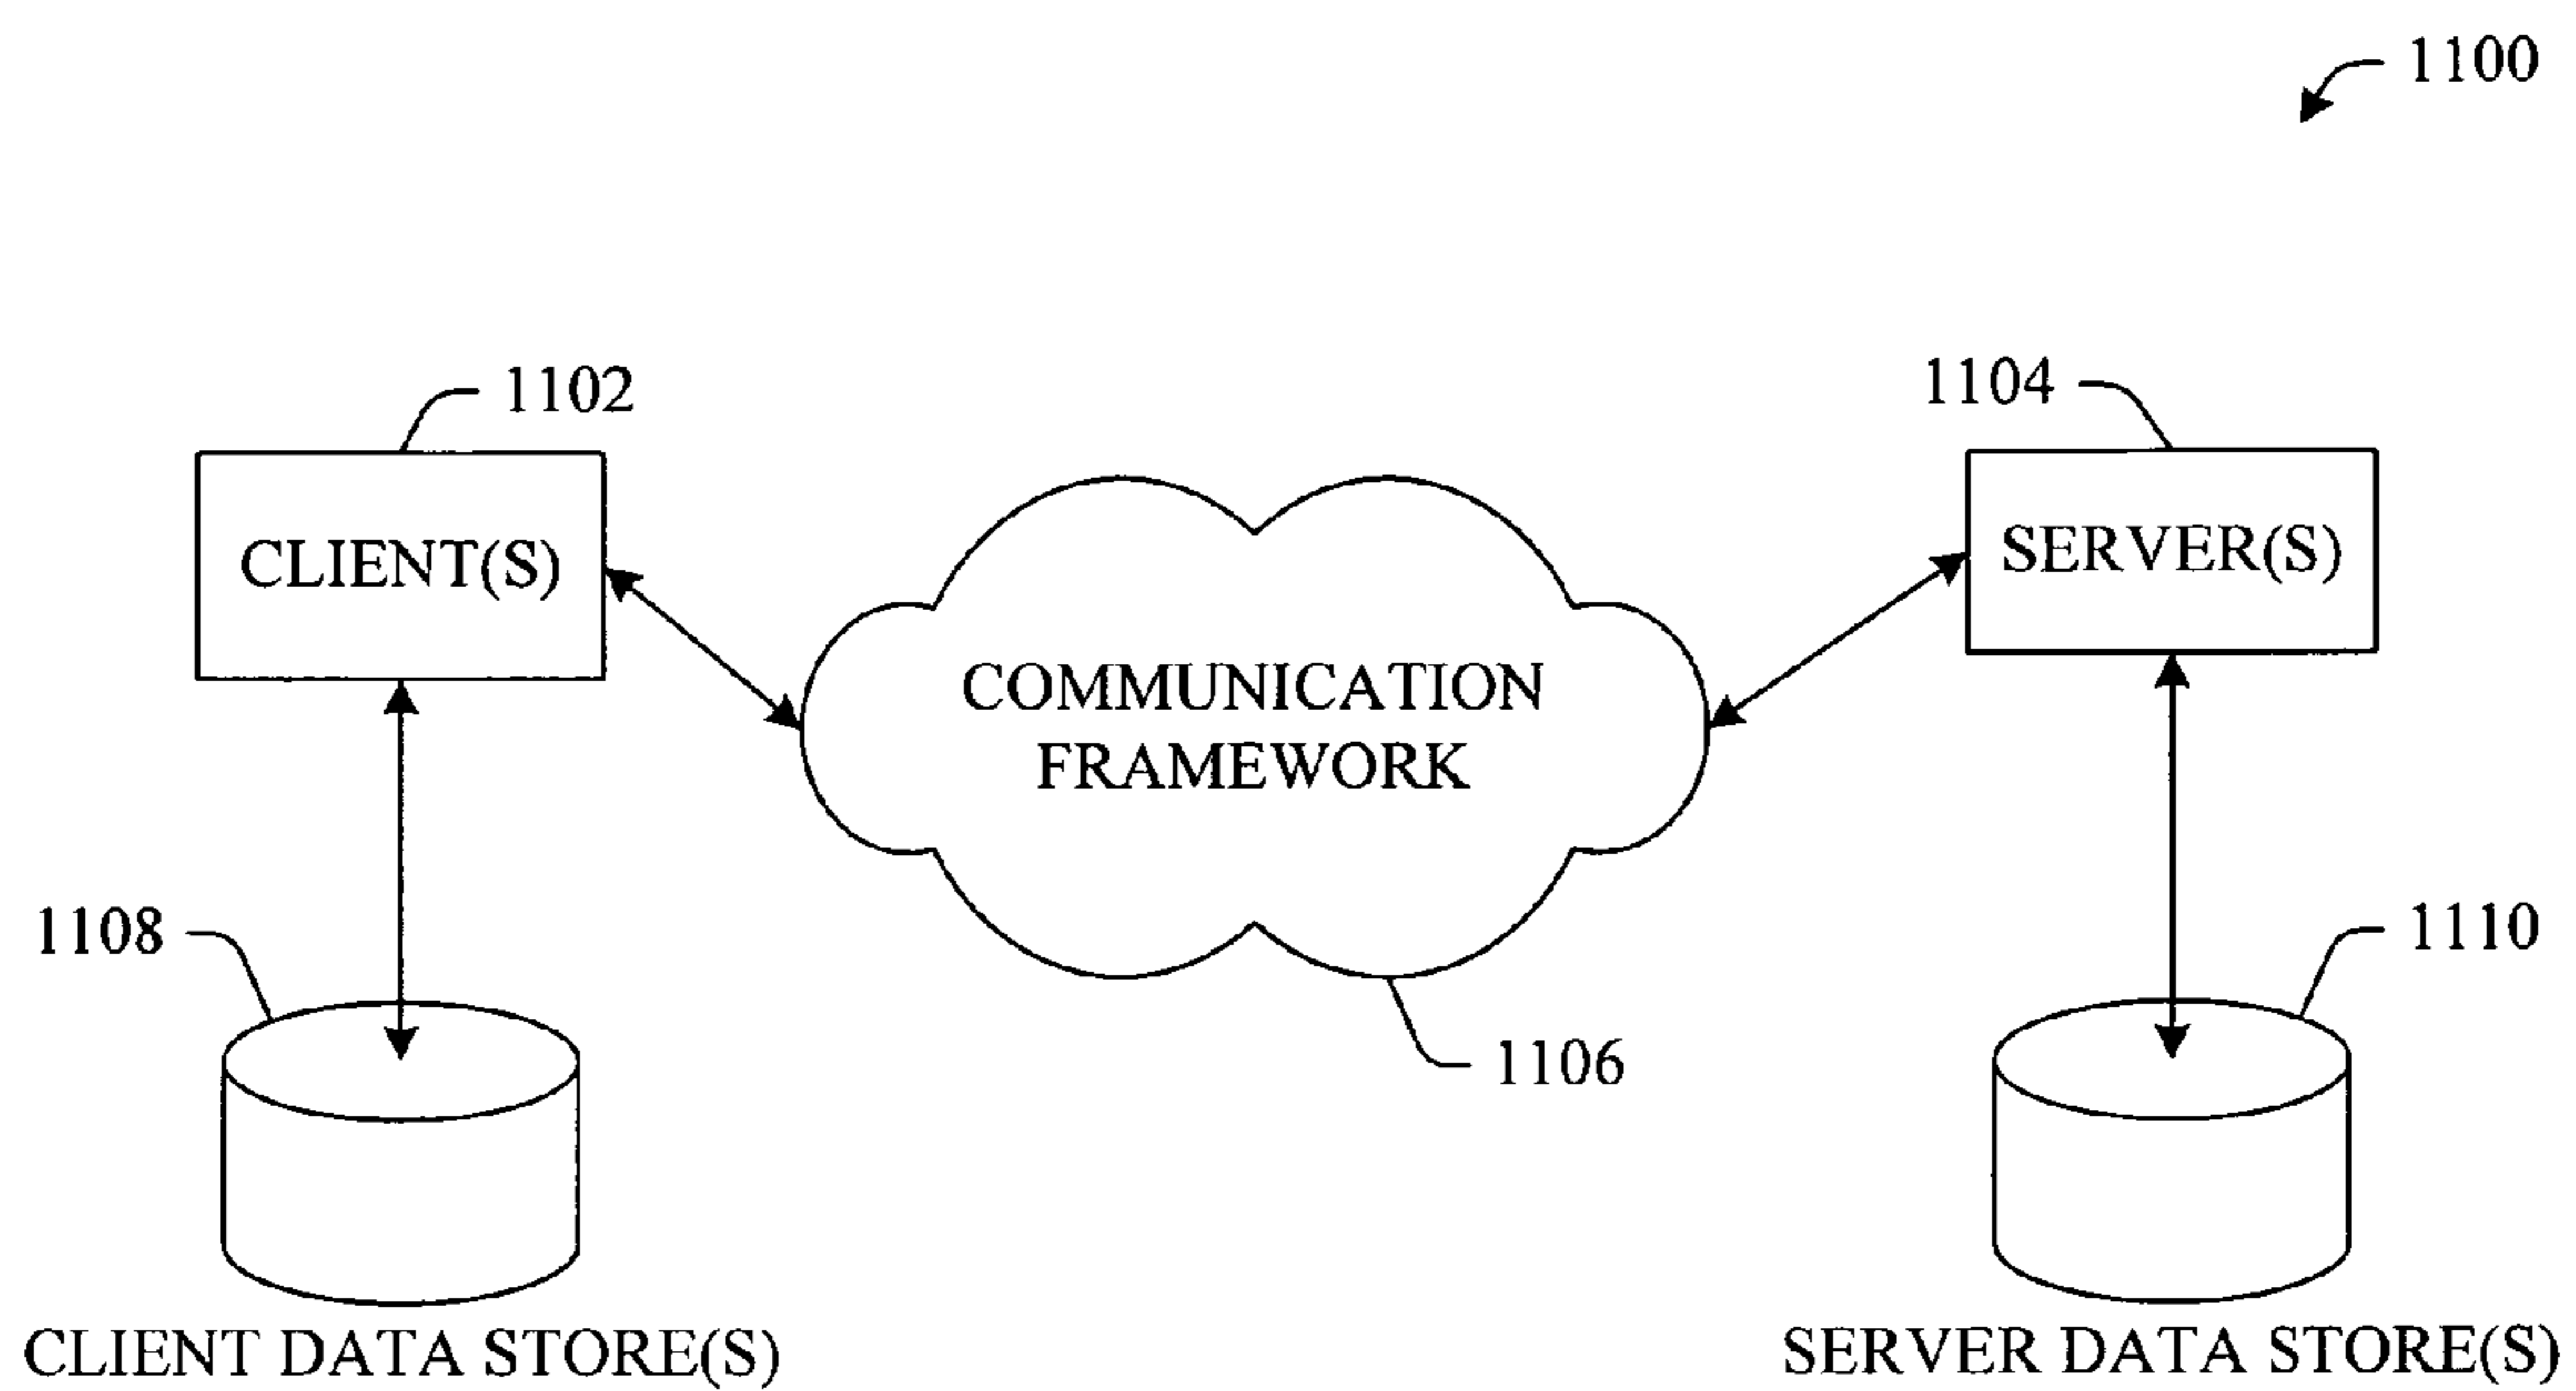 1100
1102
1104
CLIENT(S)
SERVER(S)
COMMUNICATION
FRAMEWORK
1108
1110
1106
CLIENT DATA STORE(S)
SERVER DATA STORE(S)